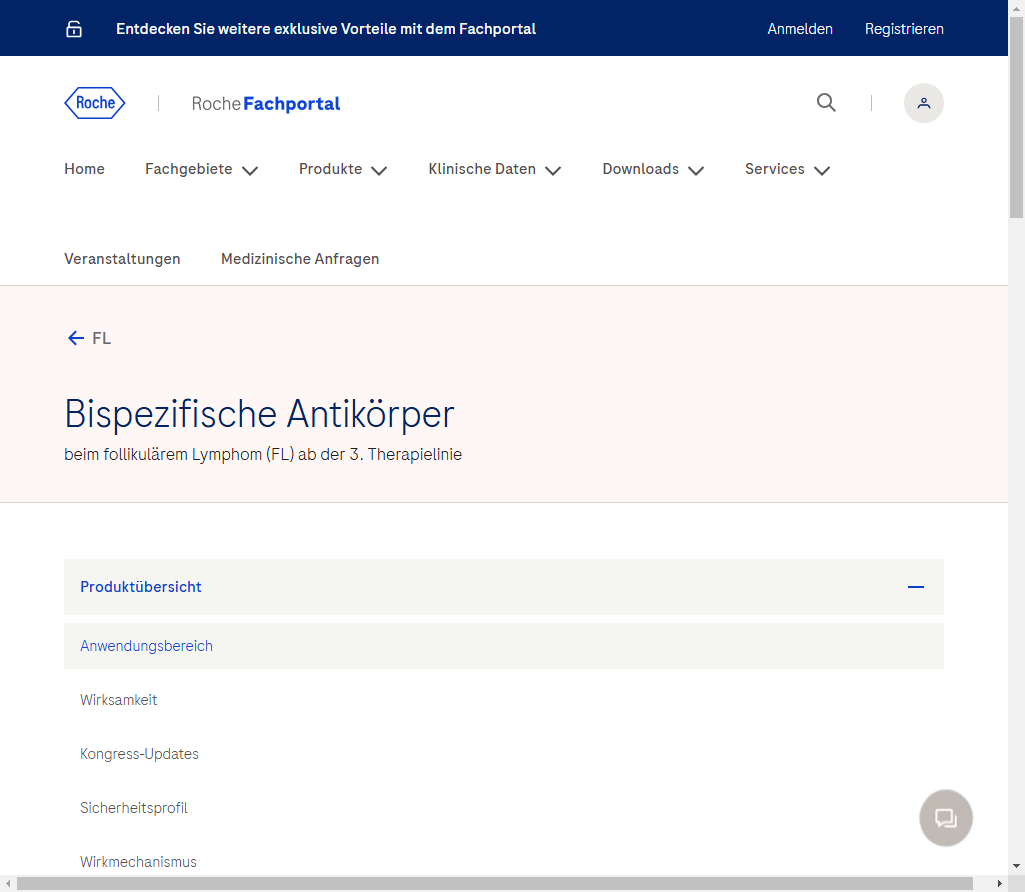 Entdecken Sie weitere exklusive Vorteile mit dem Fachportal
Anmelden
Registrieren
Roche
RocheFachportal
Home
Fachgebiete
Produkte
Klinische Daten
Downloads
Services
Veranstaltungen
Medizinische Anfragen
FL
Bispezifische Antikörper
beim follikulärem Lymphom (FL) ab der 3. Therapielinie
Produktübersicht
Anwendungsbereich
Wirksamkeit
Kongress-Updates
Sicherheitsprofil
Wirkmechanismus